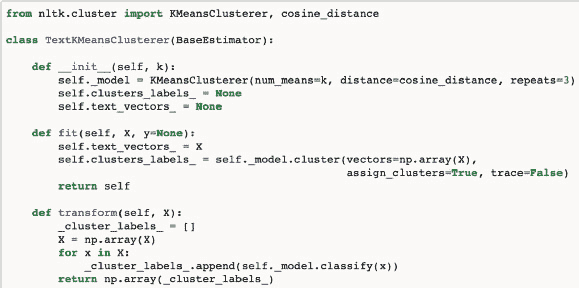 from nltk.cluster import KMeansClusterer, cosine_distance
class TextKMeansClusterer(BaseEstimator):
    def __init__(self, k):
        self._model = KMeansClusterer(num_means=k, distance=cosine_distance, repeats=3)
        self.clusters_labels_ = None
        self.text_vectors_ = None
    def fit(self, X, y=None):
        self.text_vectors_ = X
        self.clusters_labels_ = self._model.cluster(vectors=np.array(X),
                                                    assign_clusters=True, trace=False)
        return self
    def transform(self, X):
        _cluster_labels_ = []
        X = np.array(X)
        for x in X:
            _cluster_labels_.append(self._model.classify(x))
        return np.array(_cluster_labels_)